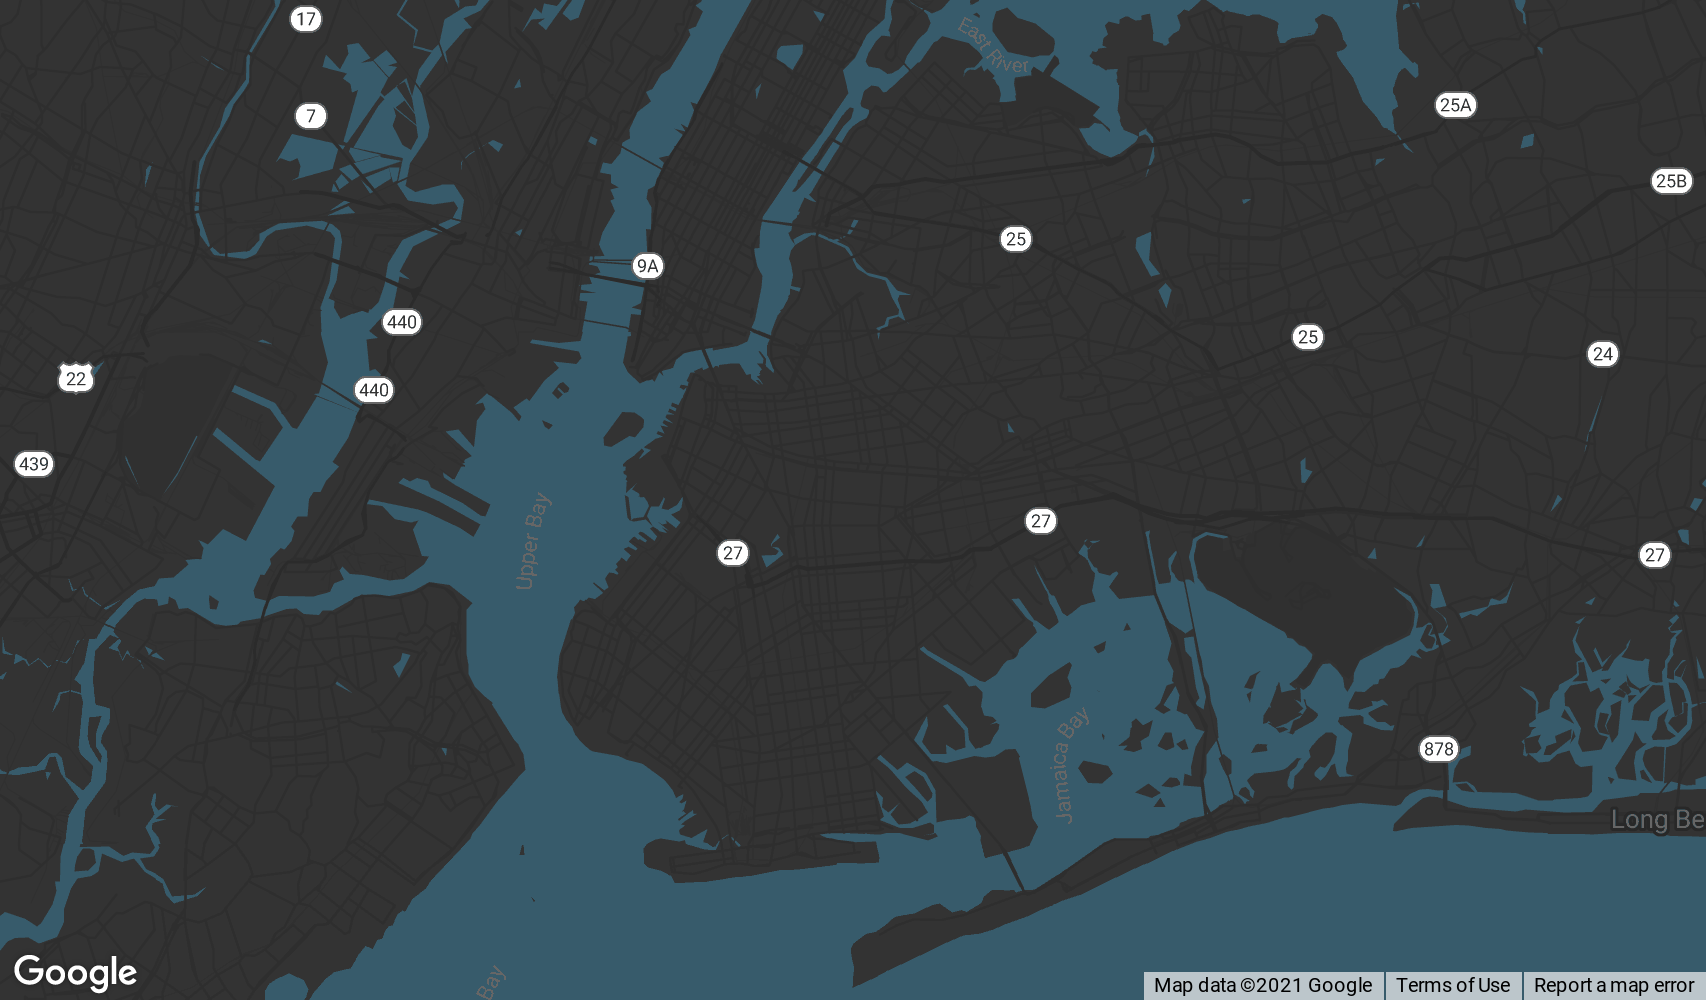 17
East River
7
25A
25B
25
9A
440
25
24
22
440
439
Upper Bay
27
27
27
Jamaica Bay
878
Long Be
Bay
Google
Map data ©2021 Google
Terms of Use
Report a map error